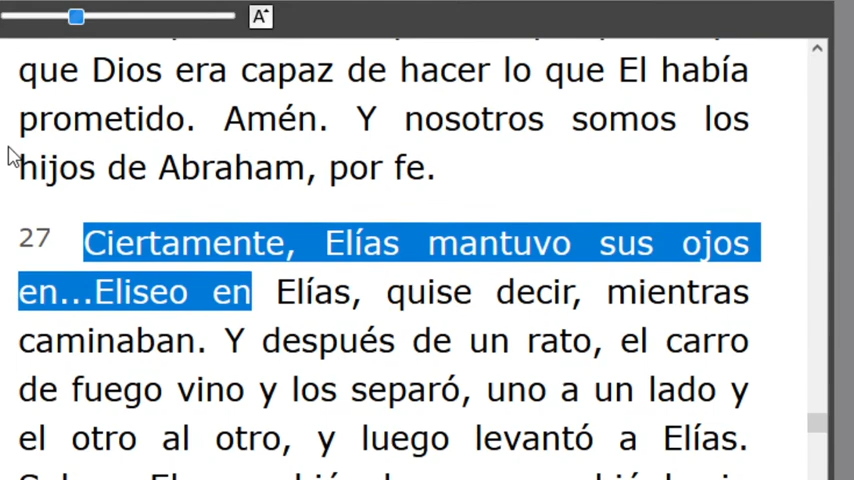 A
que Dios era capaz de hacer lo que El había
prometido. Amén. Y nosotros somos los
hijos de Abraham, por fe.
27 Ciertamente, Elías mantuvo sus ojos
en...Eliseo en Elías, quise decir, mientras
caminaban. Y después de un rato, el carro
de fuego vino y los separó, uno a un lado y
el otro al otro, y luego levantó a Elías.